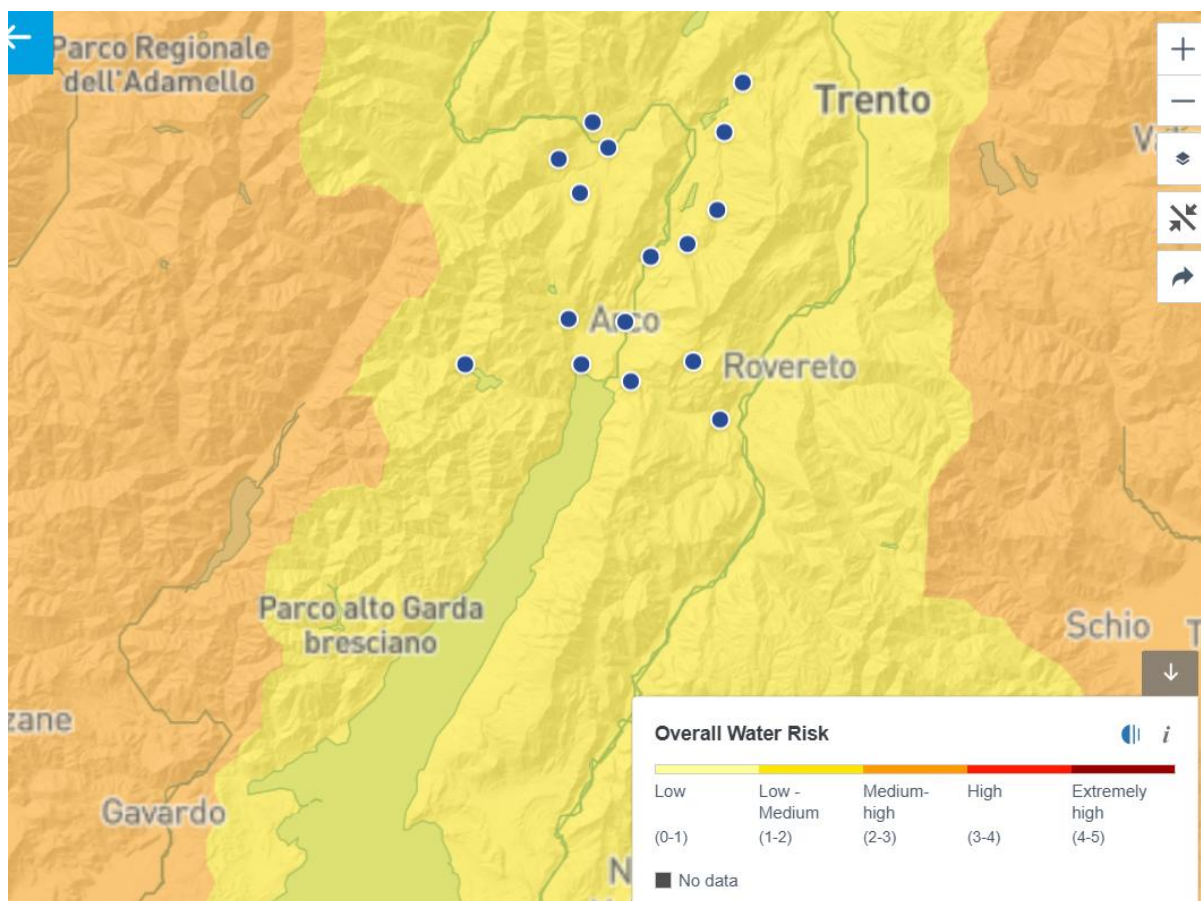 Parco Regionale
dell'Adamello
Trento
Arco
Rovereto
Parco alto Garda
bresciano
Schio
zane
Gavardo
Overall Water Risk
i
Low
Low -
Medium
Medium-
high
High
Extremely
high
(0-1)
(1-2)
(2-3)
(3-4)
(4-5)
No data